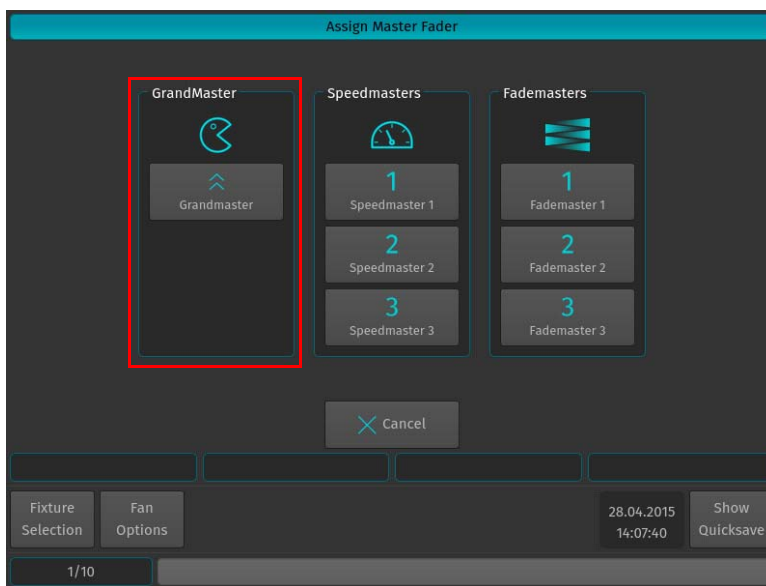 Assign Master Fader
GrandMaster
Grandmaster
Speedmasters
1
Speedmaster 1
2
Speedmaster 2
3
Speedmaster 3
Fademasters
1
Fademaster 1
2
Fademaster 2
3
Fademaster 3
Cancel
Fixture
Selection
Fan
Options
28.04.2015
14:07:40
Show
Quicksave
1/10